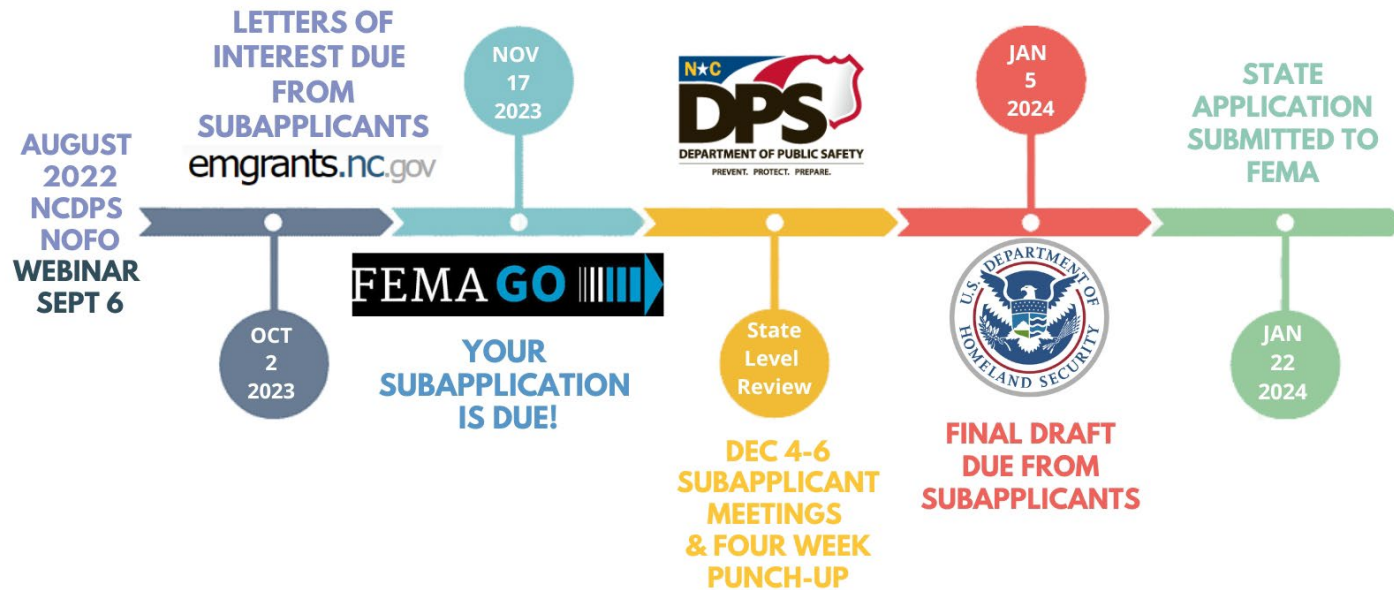 AUGUST
2022
NCDPS
NOFO
WEBINAR
SEPT 6
LETTERS OF
INTEREST DUE
FROM
SUBAPPLICANTS
emgrants.nc.gov
OCT
2
2023
NOV
17
2023
FEMA GO
YOUR
SUBAPPLICATION
IS DUE!
N★C
DPS
DEPARTMENT OF PUBLIC SAFETY
PREVENT. PROTECT. PREPARE.
State
Level
Review
DEC 4-6
SUBAPPLICANT
MEETINGS
& FOUR WEEK
PUNCH-UP
JAN
5
2024
U.S. DEPARTMENT OF
HOMELAND SECURITY
FINAL DRAFT
DUE FROM
SUBAPPLICANTS
STATE
APPLICATION
SUBMITTED TO
FEMA
JAN
22
2024